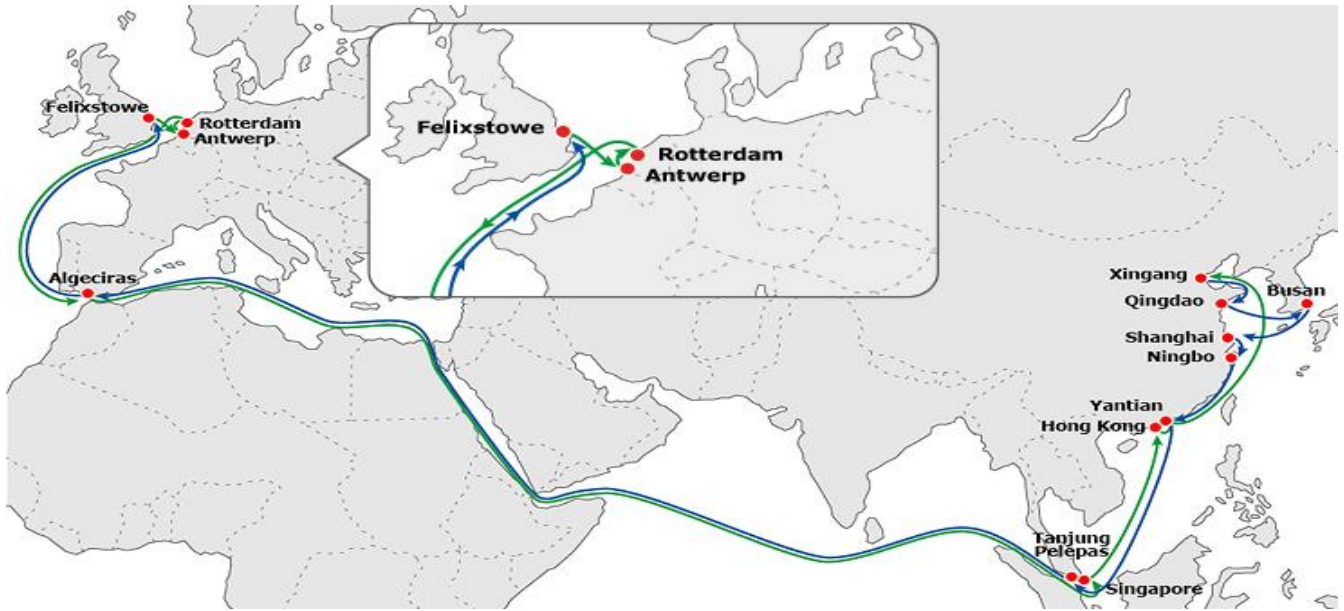 Felixstowe
Rotterdam
Antwerp
Felixstowe
Rotterdam
Antwerp
Algeciras
Xingang
Busan
Qingdao
Shanghai
Ningbo
Yantian
Hong Kong
Tanjung
Pelepas
Singapore